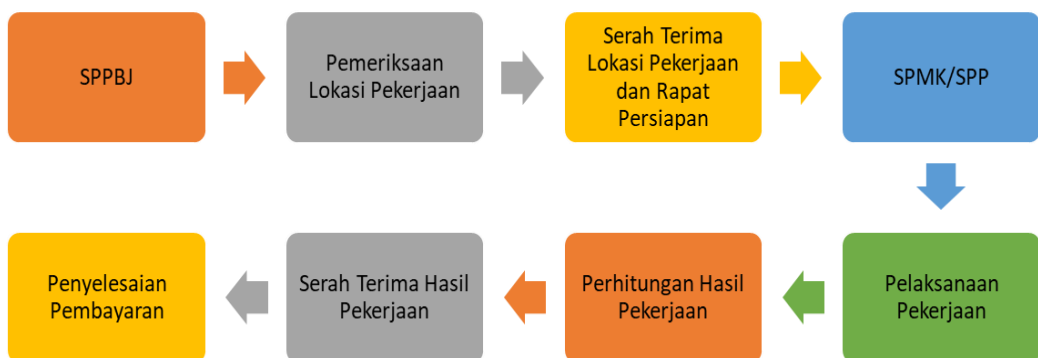 SPPBJ
Pemeriksaan
Lokasi Pekerjaan
Serah Terima
Lokasi Pekerjaan
dan Rapat
Persiapan
SPMK/SPP
Pelaksanaan
Pekerjaan
Perhitungan Hasil
Pekerjaan
Serah Terima Hasil
Pekerjaan
Penyelesaian
Pembayaran